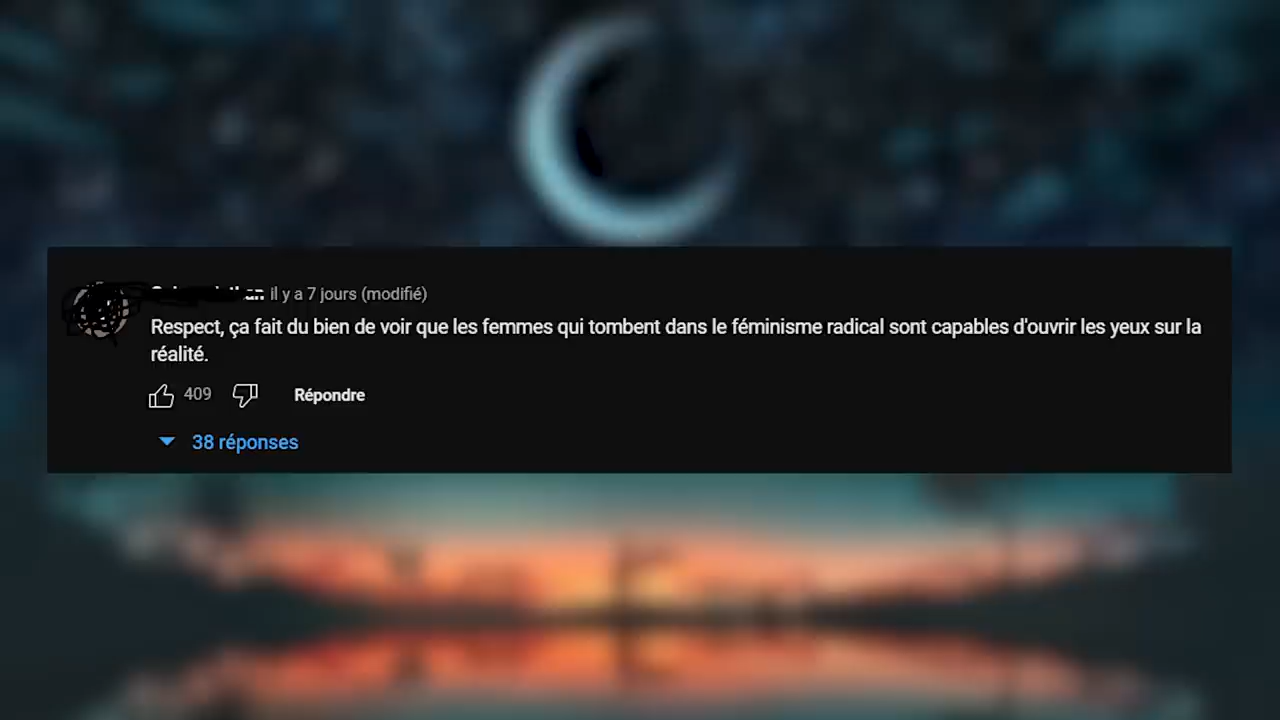 il y a 7 jours (modifié)
Respect, ça fait du bien de voir que les femmes qui tombent dans le féminisme radical sont capables d'ouvrir les yeux sur la
réalité.
409 Répondre
38 réponses